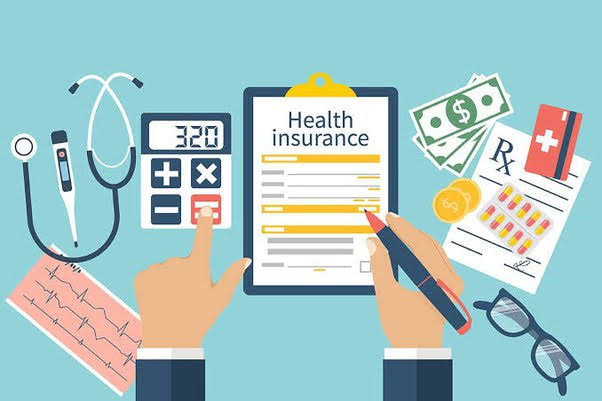 320
Health
insurance
+ ×
− =
$
$
Rx